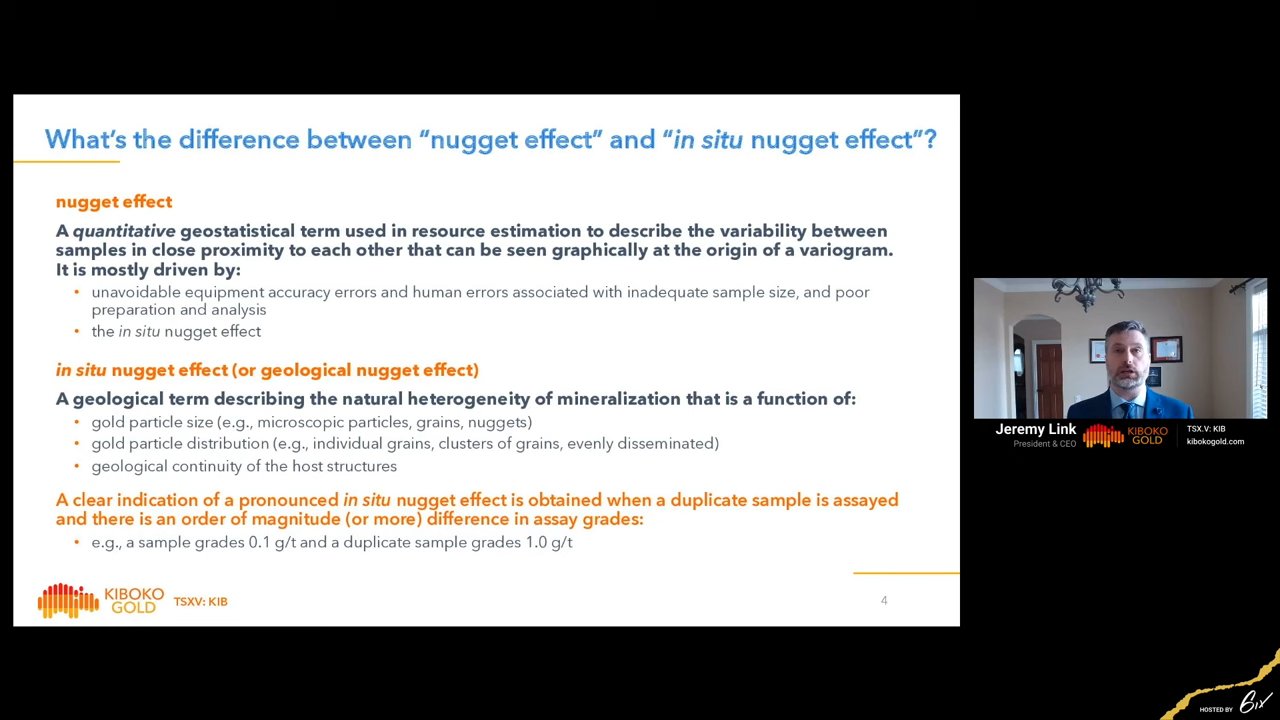 What's the difference between “nugget effect” and “in situ nugget effect”?
nugget effect
A quantitative geostatistical term used in resource estimation to describe the variability between
samples in close proximity to each other that can be seen graphically at the origin of a variogram.
It is mostly driven by:
• unavoidable equipment accuracy errors and human errors associated with inadequate sample size, and poor
preparation and analysis
• the in situ nugget effect
in situ nugget effect (or geological nugget effect)
A geological term describing the natural heterogeneity of mineralization that is a function of:
• gold particle size (e.g., microscopic particles, grains, nuggets)
• gold particle distribution (e.g., individual grains, clusters of grains, evenly disseminated)
• geological continuity of the host structures
A clear indication of a pronounced in situ nugget effect is obtained when a duplicate sample is assayed
and there is an order of magnitude (or more) difference in assay grades:
• e.g., a sample grades 0.1 g/t and a duplicate sample grades 1.0 g/t
KIBOKO
GOLD
TSXV: KIB
4
Jeremy Link
President & CEO
KIBOKO
GOLD
TSX.V: KIB
kibokogold.com
HOSTED BY 6ix